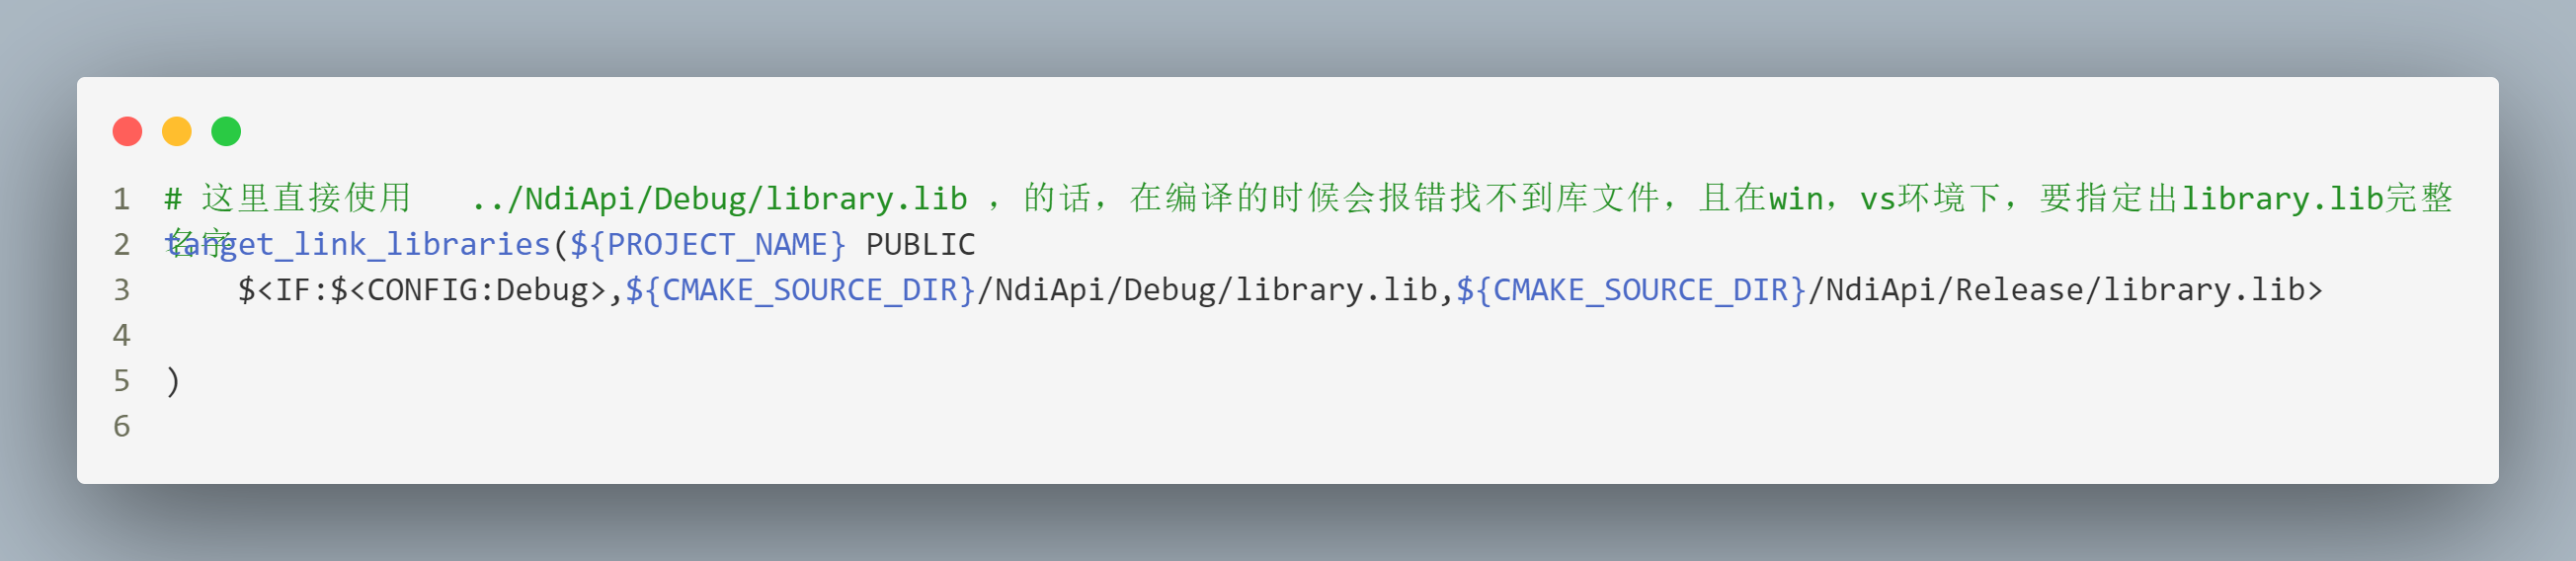 1 # 这里直接使用   ../NdiApi/Debug/library.lib ，的话，在编译的时候会报错找不到库文件，且在win，vs环境下，要指定出library.lib完整
名字
2 target_link_libraries(${PROJECT_NAME} PUBLIC
3     $<IF:$<CONFIG:Debug>,${CMAKE_SOURCE_DIR}/NdiApi/Debug/library.lib,${CMAKE_SOURCE_DIR}/NdiApi/Release/library.lib>
4
5 )
6